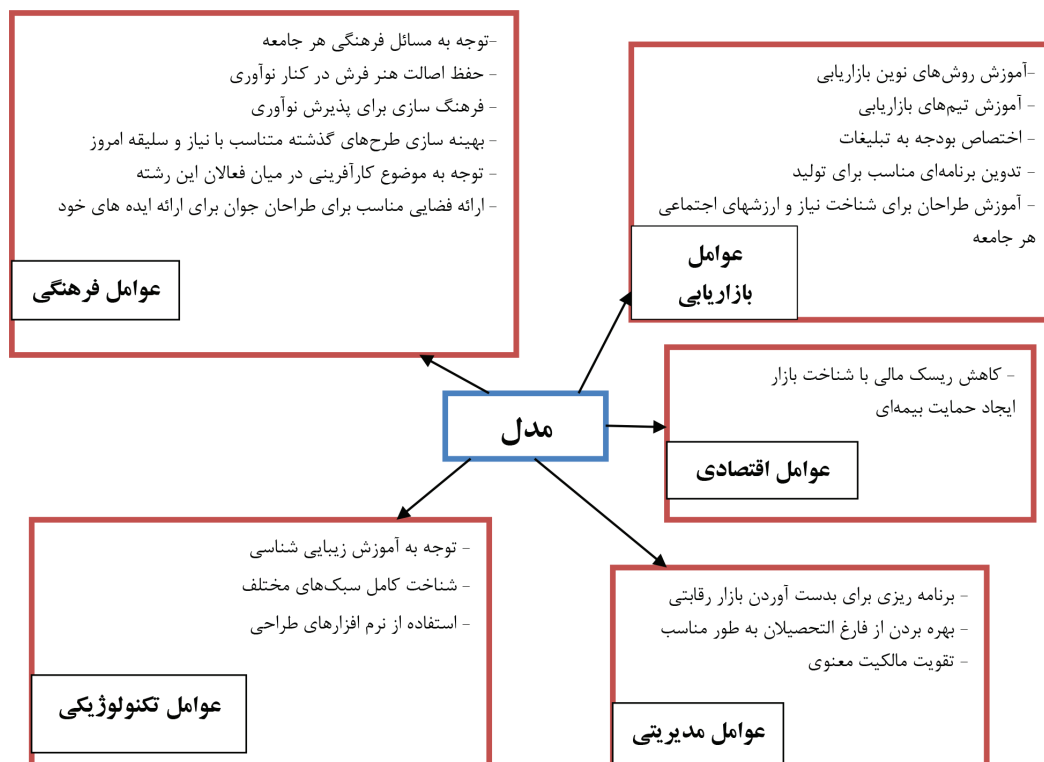 -آموزش روش‌های نوین بازاریابی
- آموزش تیم‌های بازاریابی
- اختصاص بودجه به تبلیغات
- تدوین برنامه‌ای مناسب برای تولید
- آموزش طراحان برای شناخت نیاز و ارزشهای اجتماعی
هر جامعه
عوامل
بازاریابی
-توجه به مسائل فرهنگی هر جامعه
- حفظ اصالت هنر فرش در کنار نوآوری
- فرهنگ سازی برای پذیرش نوآوری
- بهینه سازی طرح‌های گذشته متناسب با نیاز و سلیقه امروز
- توجه به موضوع کارآفرینی در میان فعالان این رشته
- ارائه فضایی مناسب برای طراحان جوان برای ارائه ایده های خود
عوامل فرهنگی
- کاهش ریسک مالی با شناخت بازار
ایجاد حمایت بیمه‌ای
عوامل اقتصادی
مدل
- برنامه ریزی برای بدست آوردن بازار رقابتی
- بهره بردن از فارغ التحصیلان به طور مناسب
- تقویت مالکیت معنوی
عوامل مدیریتی
- توجه به آموزش زیبایی شناسی
- شناخت کامل سبک‌های مختلف
- استفاده از نرم افزارهای طراحی
عوامل تکنولوژیکی